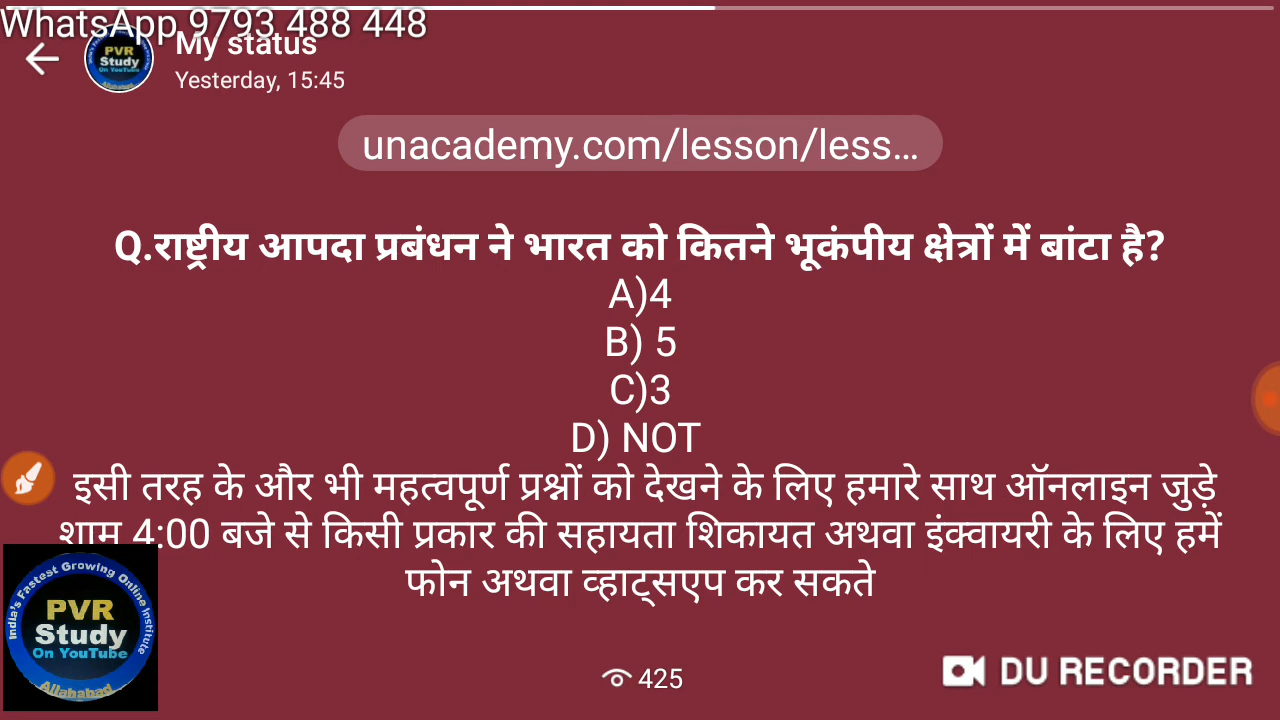 WhatsApp 9793 488 448
My status
Yesterday, 15:45
unacademy.com/lesson/less...
Q.राष्ट्रीय आपदा प्रबंधन ने भारत को कितने भूकंपीय क्षेत्रों में बांटा है?
A)4
B) 5
C)3
D) NOT
इसी तरह के और भी महत्वपूर्ण प्रश्नों को देखने के लिए हमारे साथ ऑनलाइन जुड़े
शाम 4:00 बजे से किसी प्रकार की सहायता शिकायत अथवा इंक्वायरी के लिए हमें
फोन अथवा व्हाट्सएप कर सकते
India's Fastest Growing Online Institute
PVR
Study
On YouTube
Allahabad
425
DU RECORDER